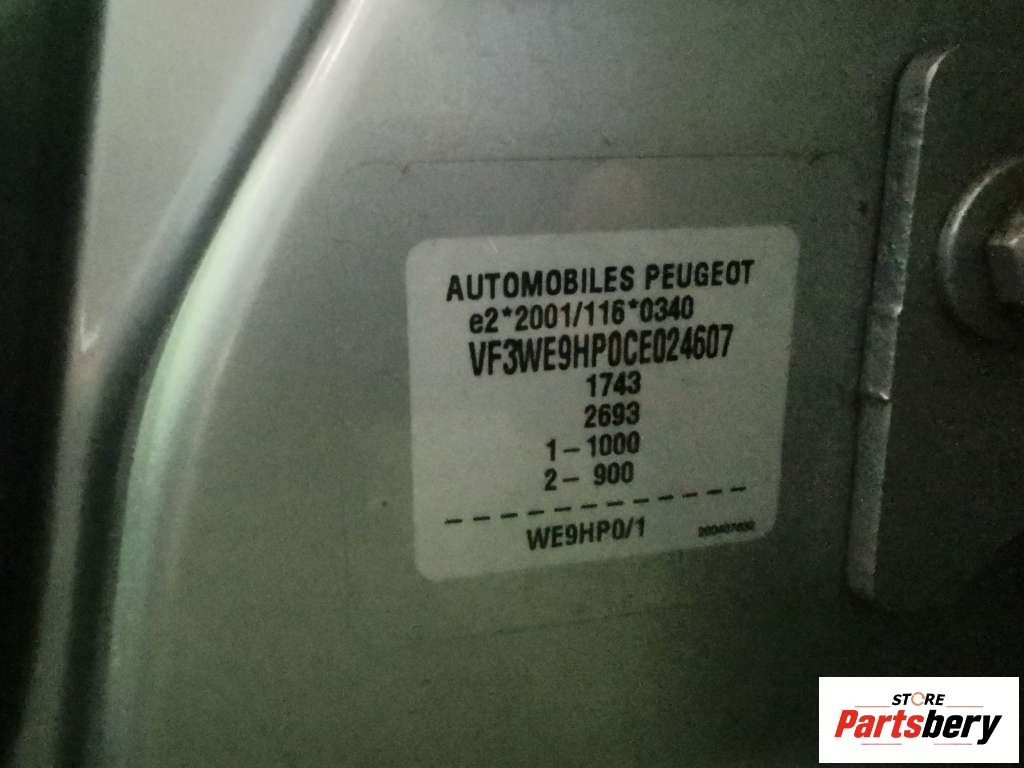 AUTOMOBILES PEUGEOT
e2*2001/116*0340
VF3WE9HP0CE024607
1743
2693
1- 1000
2- 900
WE9HP0/1
STORE
Partsbery